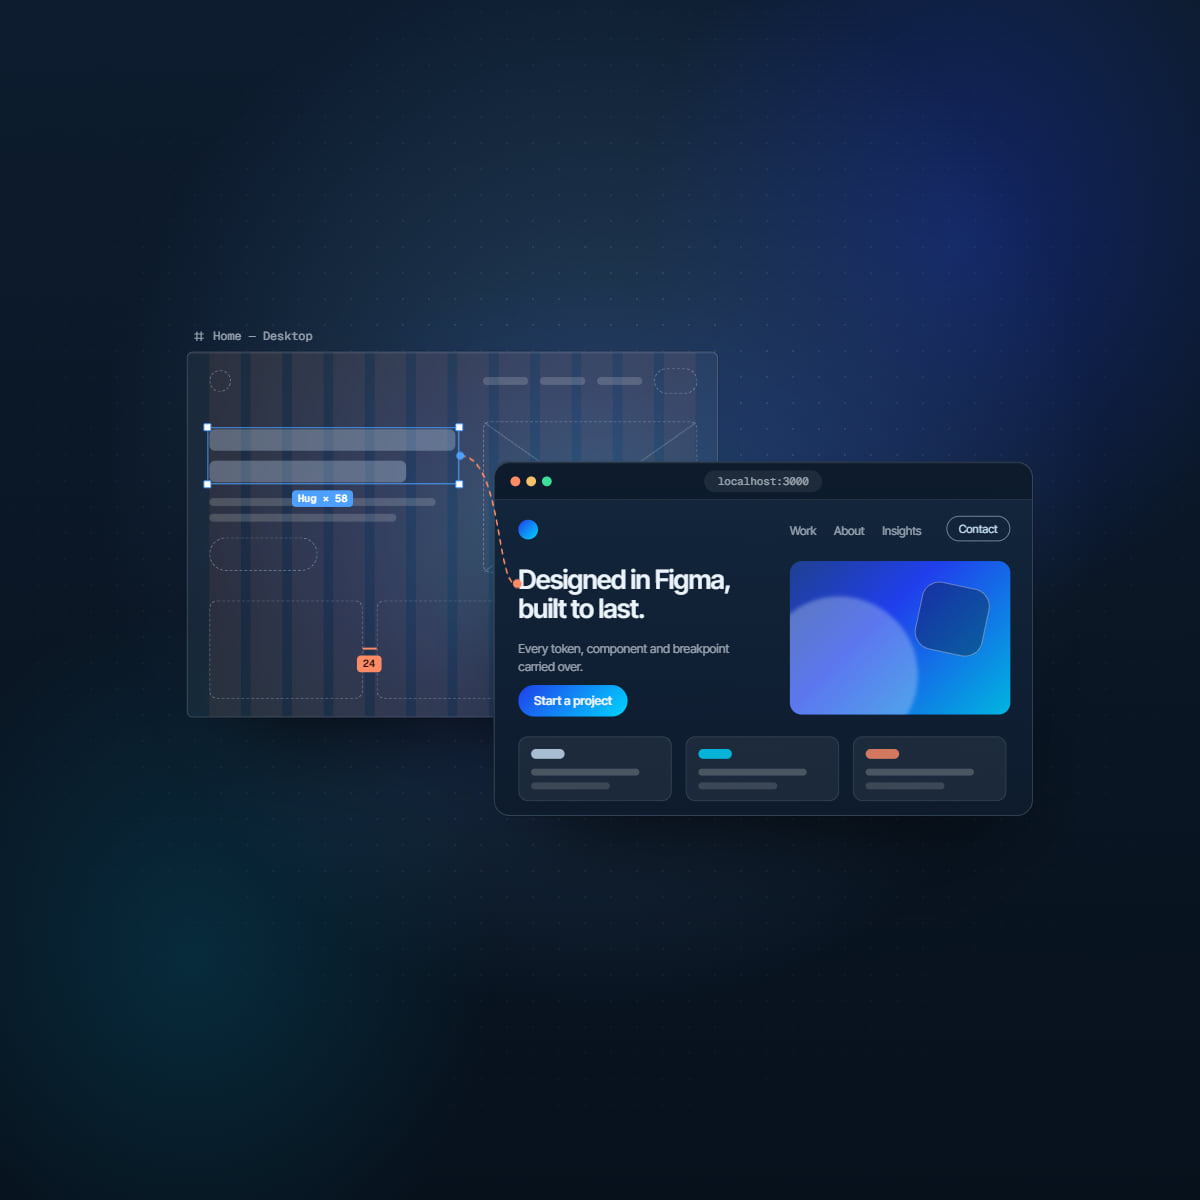 Home — Desktop
Hug × 58
24
localhost:3000
Work About Insights Contact
Designed in Figma,
built to last.
Every token, component and breakpoint
carried over.
Start a project